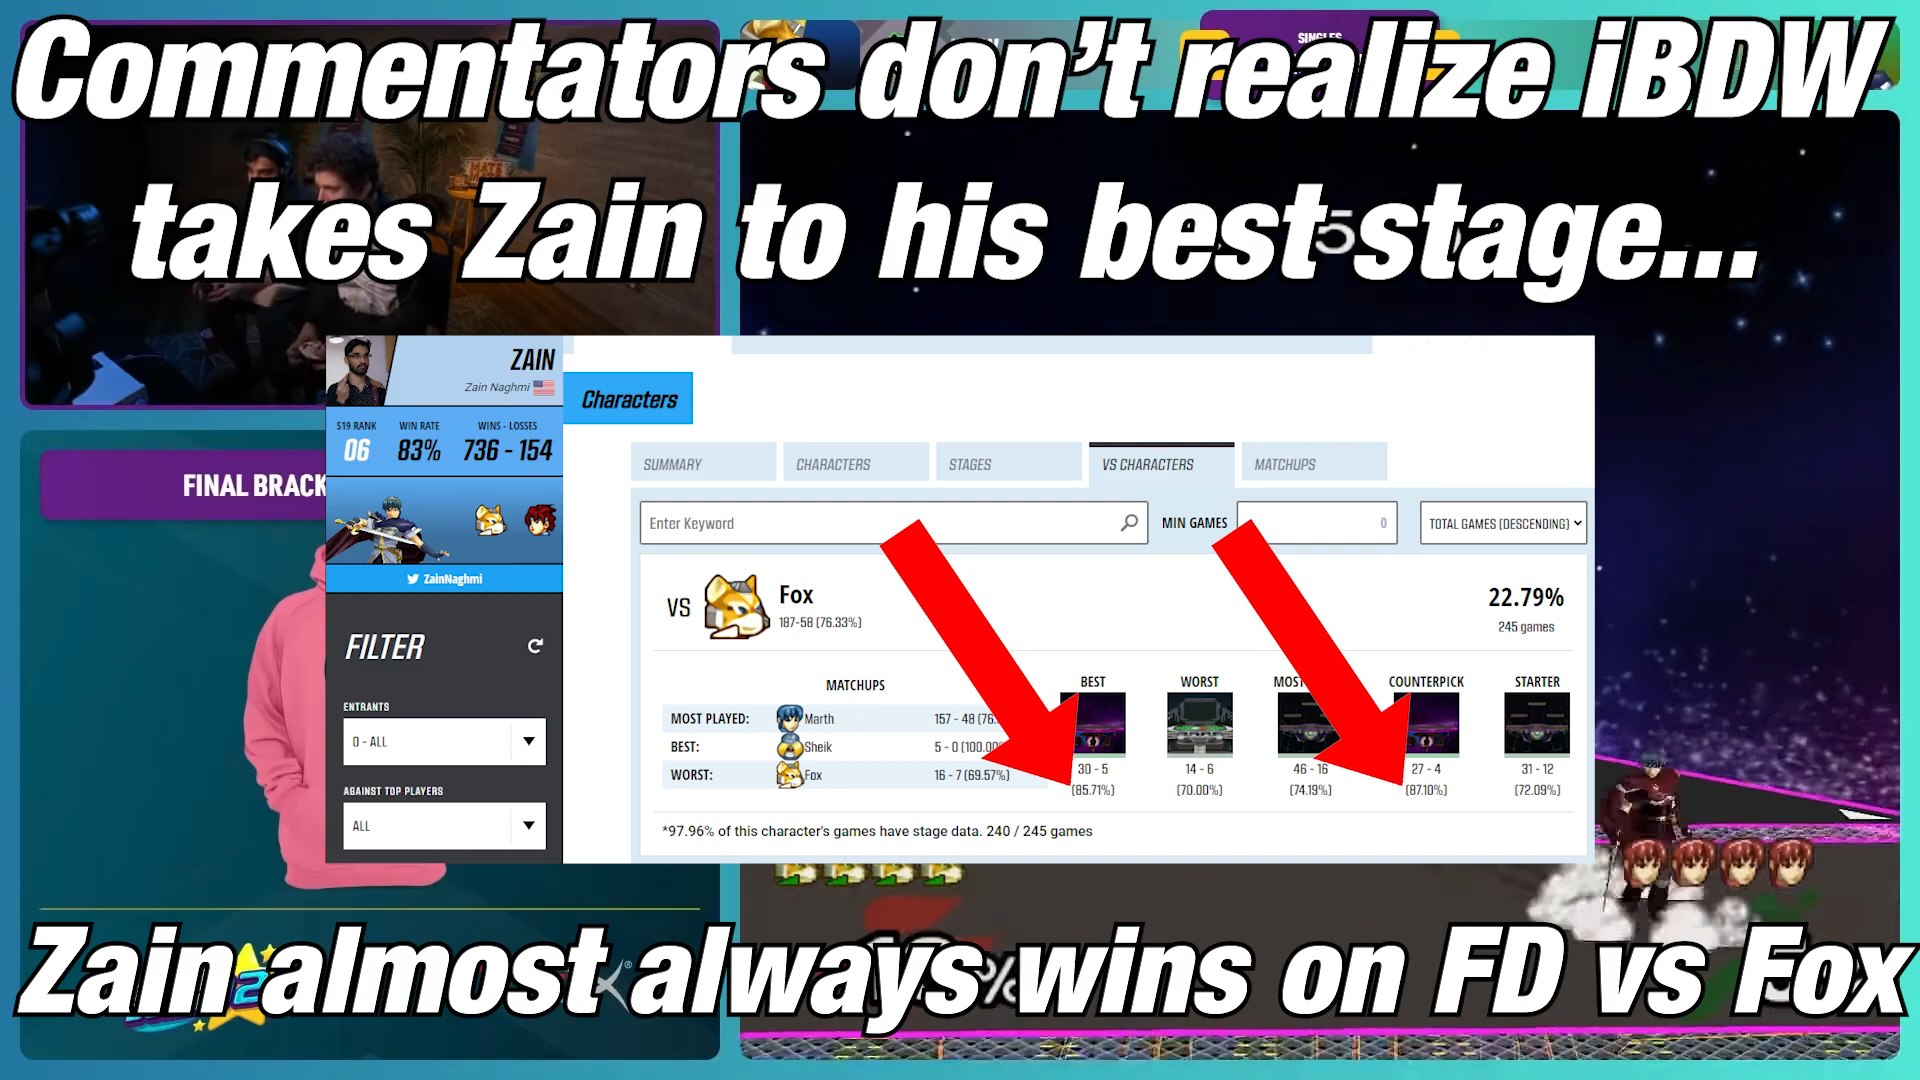 Commentators don't realize iBDW
takes Zain to his best stage...
SINGLES
FINAL BRACK
ZAIN
Zain Naghmi
S19 RANK WIN RATE WINS - LOSSES
06 83% 736 - 154
ZainNaghmi
FILTER
ENTRANTS
0 - ALL
AGAINST TOP PLAYERS
ALL
Characters
SUMMARY CHARACTERS STAGES VS CHARACTERS MATCHUPS
Enter Keyword MIN GAMES 0 TOTAL GAMES (DESCENDING)
VS Fox 22.79%
187-58 (76.33%) 245 games
MATCHUPS BEST WORST MOST COUNTERPICK STARTER
MOST PLAYED: Marth 157 - 48 (76.
BEST: Sheik 5 - 0 (100.00%
WORST: Fox 16 - 7 (69.57%)
30 - 5 14 - 6 46 - 16 27 - 4 31 - 12
(85.71%) (70.00%) (74.19%) (87.10%) (72.09%)
*97.96% of this character's games have stage data. 240 / 245 games
Zain almost always wins on FD vs Fox